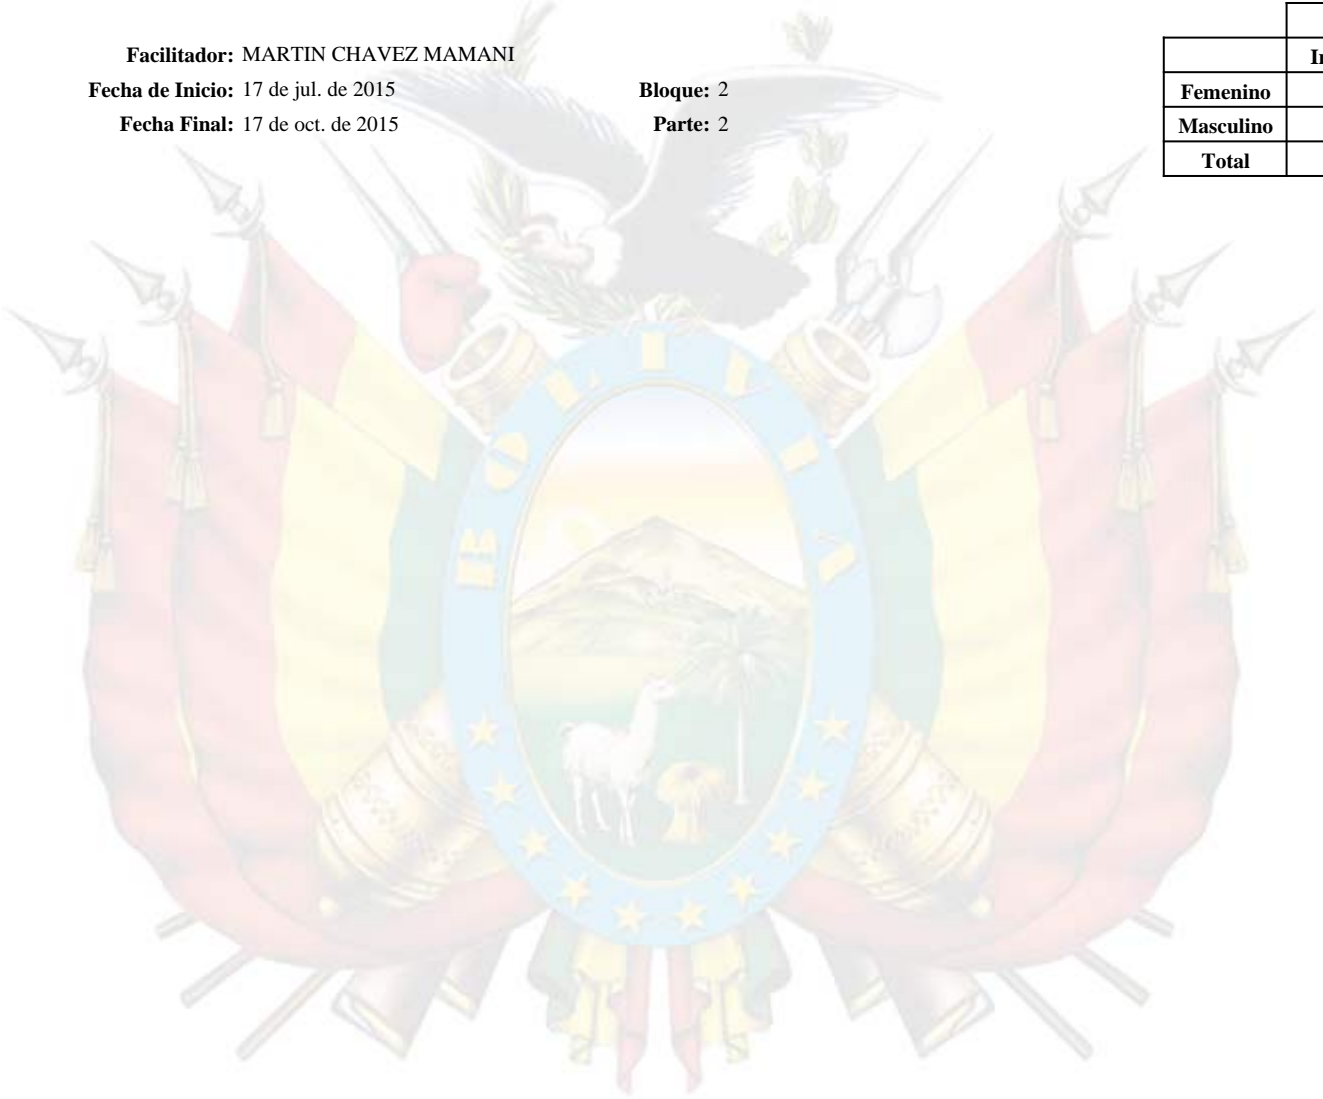 Facilitador: MARTIN CHAVEZ MAMANI
Fecha de Inicio: 17 de jul. de 2015 Bloque: 2
Fecha Final: 17 de oct. de 2015 Parte: 2
Femenino
Masculino
Total
BOLIVIA